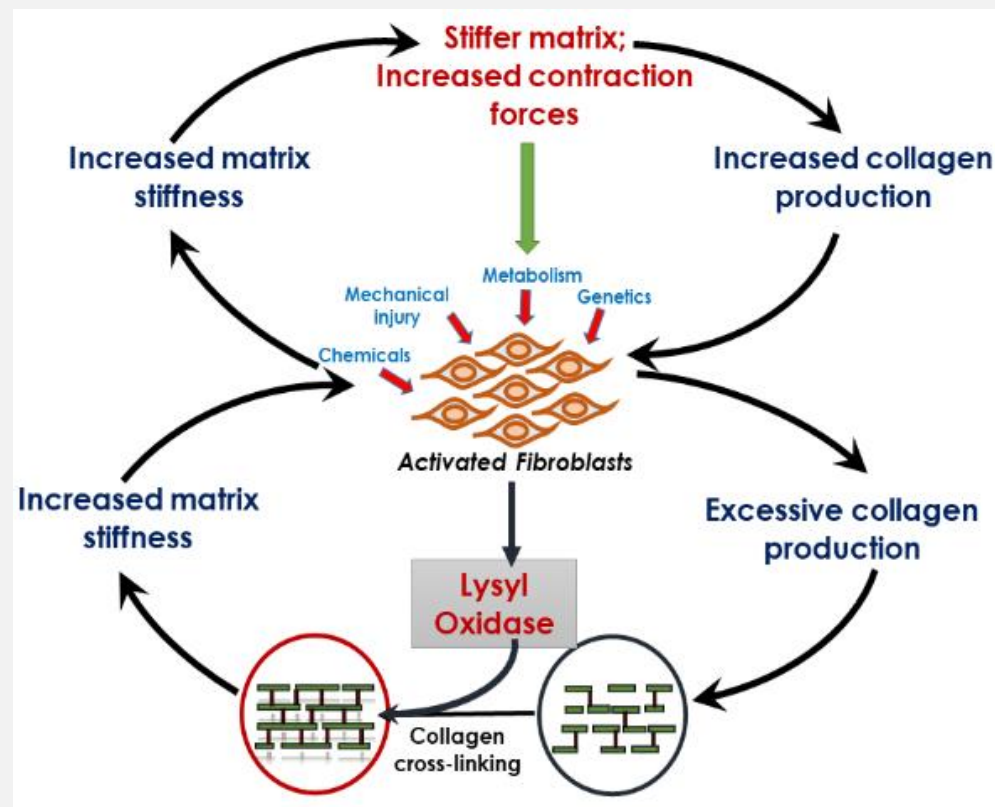 Stiffer matrix;
Increased contraction
forces
Increased matrix
stiffness
Increased collagen
production
Metabolism
Mechanical
injury
Genetics
Chemicals
Activated Fibroblasts
Increased matrix
stiffness
Excessive collagen
production
Lysyl
Oxidase
Collagen
cross-linking